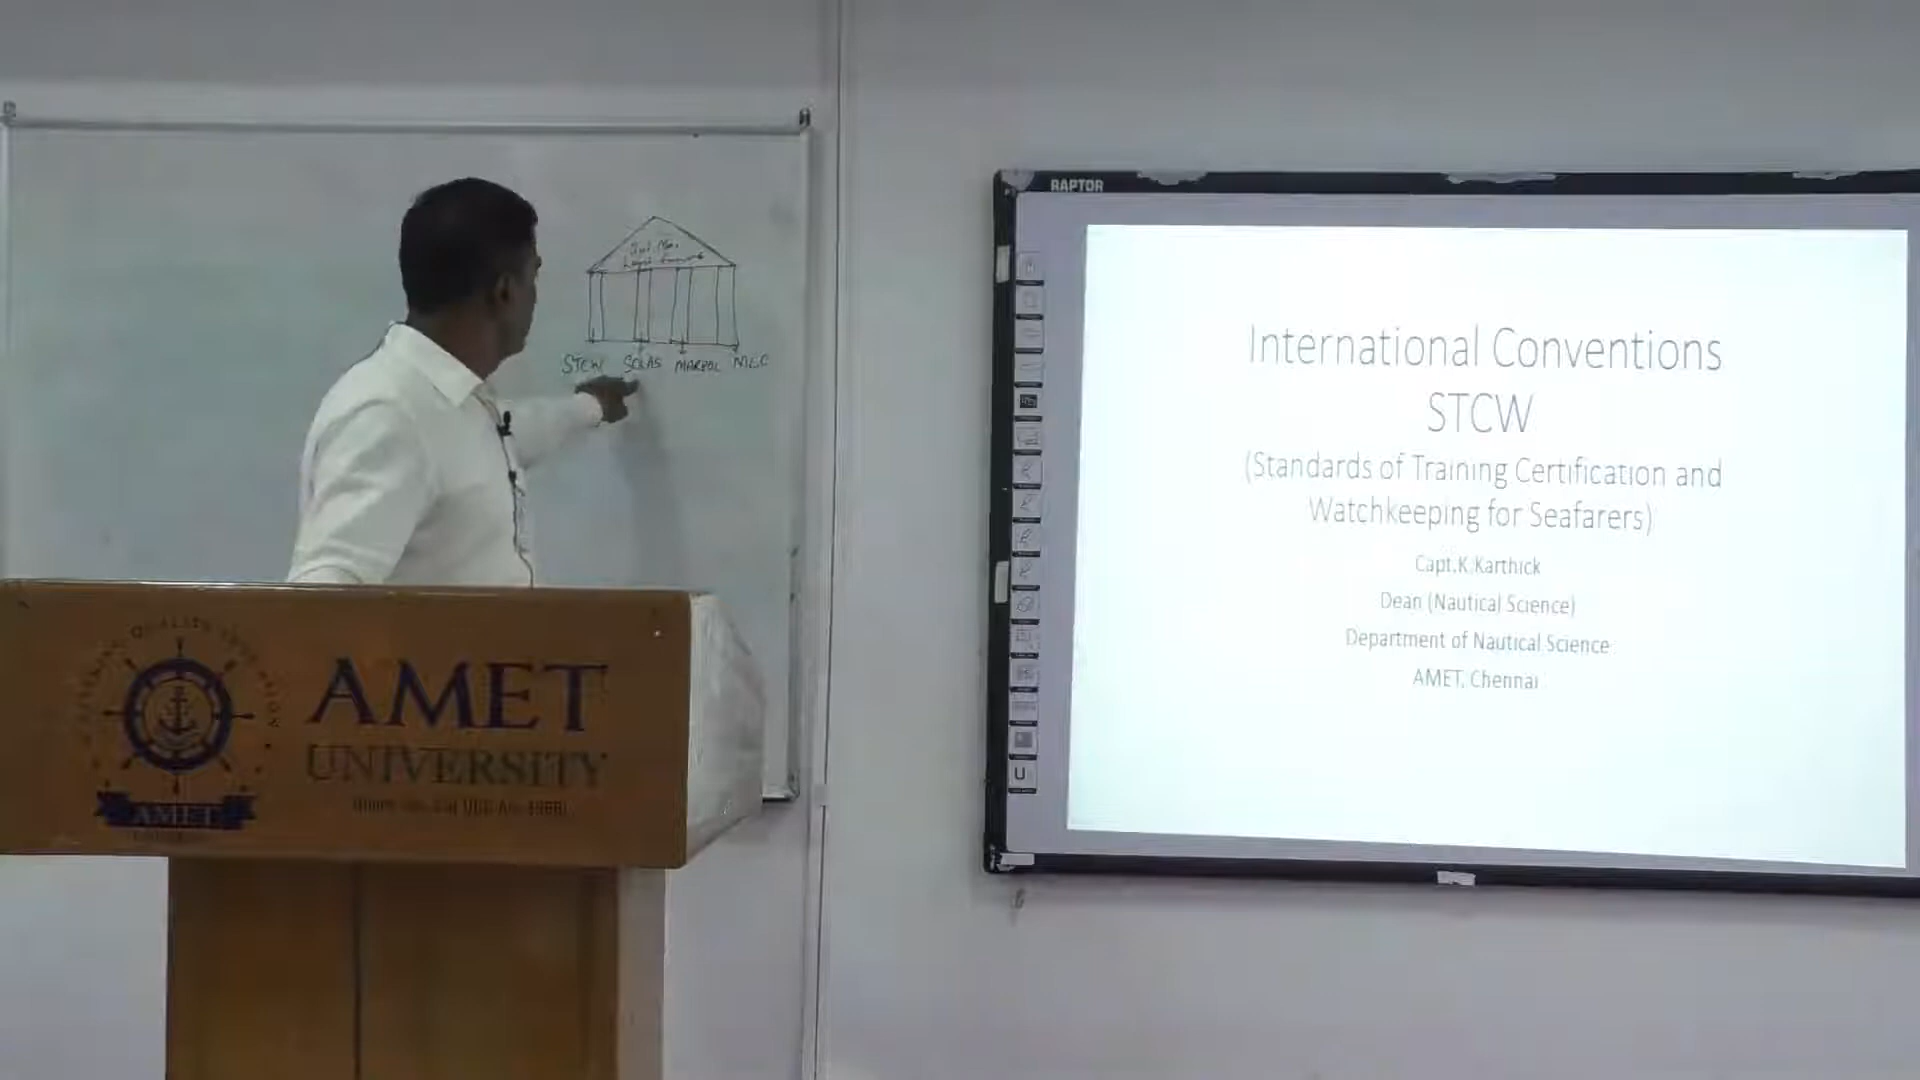 STCW SOLAS MARPOL MLC
RAPTOR
International Conventions
STCW
(Standards of Training Certification and
Watchkeeping for Seafarers)
Capt.K.Karthick
Dean (Nautical Science)
Department of Nautical Science
AMET, Chennai
U
AMET
UNIVERSITY
AMET